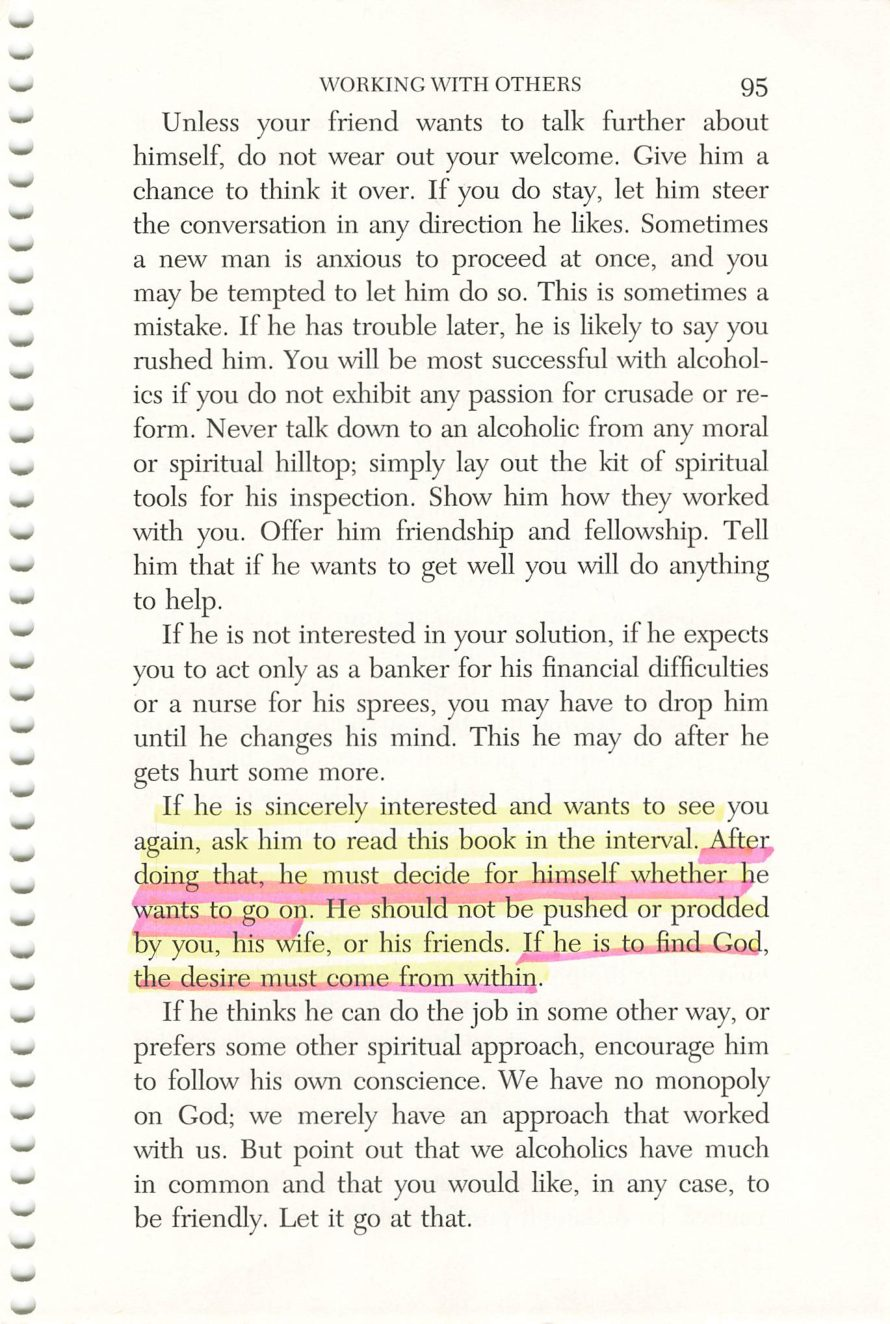 WORKING WITH OTHERS 95
Unless your friend wants to talk further about
himself, do not wear out your welcome. Give him a
chance to think it over. If you do stay, let him steer
the conversation in any direction he likes. Sometimes
a new man is anxious to proceed at once, and you
may be tempted to let him do so. This is sometimes a
mistake. If he has trouble later, he is likely to say you
rushed him. You will be most successful with alcohol-
ics if you do not exhibit any passion for crusade or re-
form. Never talk down to an alcoholic from any moral
or spiritual hilltop; simply lay out the kit of spiritual
tools for his inspection. Show him how they worked
with you. Offer him friendship and fellowship. Tell
him that if he wants to get well you will do anything
to help.
If he is not interested in your solution, if he expects
you to act only as a banker for his financial difficulties
or a nurse for his sprees, you may have to drop him
until he changes his mind. This he may do after he
gets hurt some more.
If he is sincerely interested and wants to see you
again, ask him to read this book in the interval. After
doing that, he must decide for himself whether he
wants to go on. He should not be pushed or prodded
by you, his wife, or his friends. If he is to find God,
the desire must come from within.
If he thinks he can do the job in some other way, or
prefers some other spiritual approach, encourage him
to follow his own conscience. We have no monopoly
on God; we merely have an approach that worked
with us. But point out that we alcoholics have much
in common and that you would like, in any case, to
be friendly. Let it go at that.